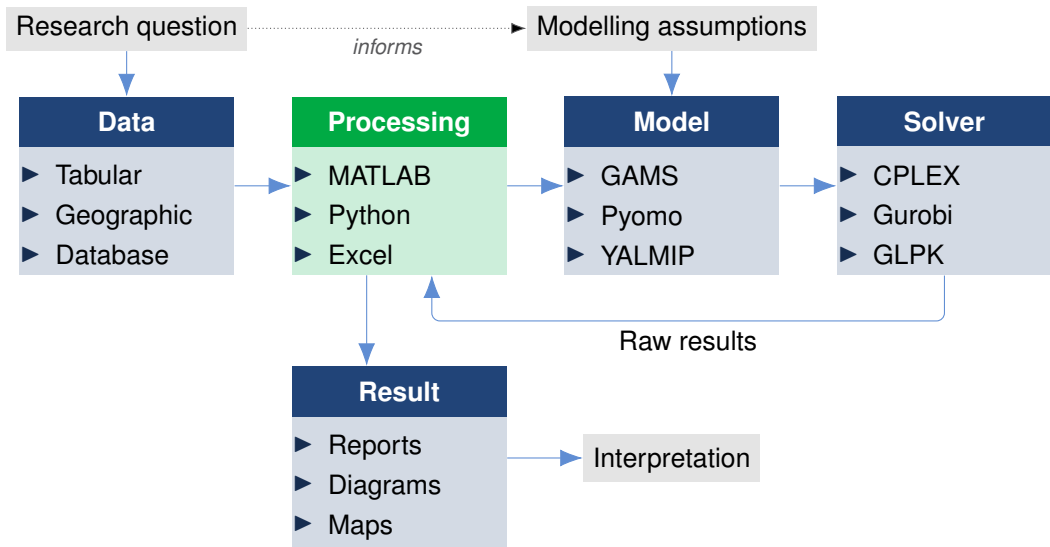 Research question
informs
Modelling assumptions
Data
Tabular
Geographic
Database
Processing
MATLAB
Python
Excel
Model
GAMS
Pyomo
YALMIP
Solver
CPLEX
Gurobi
GLPK
Raw results
Result
Reports
Diagrams
Maps
Interpretation